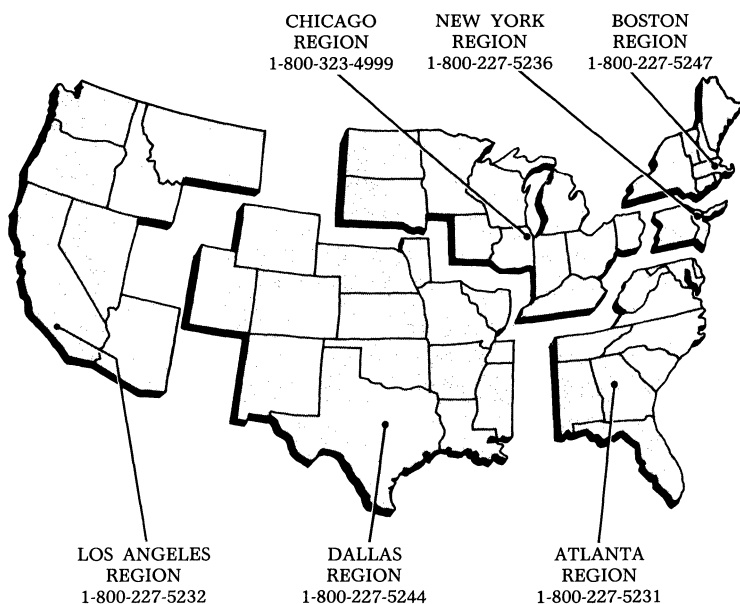 CHICAGO
REGION
1-800-323-4999
NEW YORK
REGION
1-800-227-5236
BOSTON
REGION
1-800-227-5247
LOS ANGELES
REGION
1-800-227-5232
DALLAS
REGION
1-800-227-5244
ATLANTA
REGION
1-800-227-5231